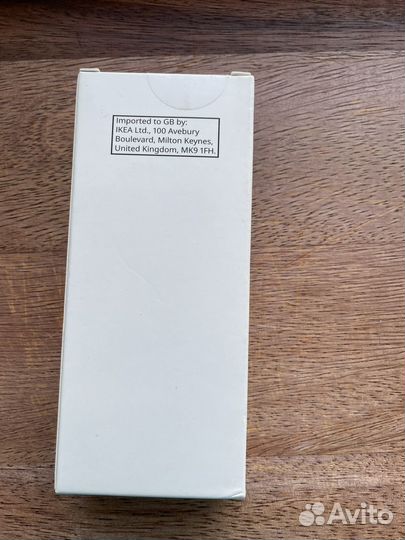 Imported to GB by:
IKEA Ltd., 100 Avebury
Boulevard, Milton Keynes,
United Kingdom, MK9 1FH.
Avito